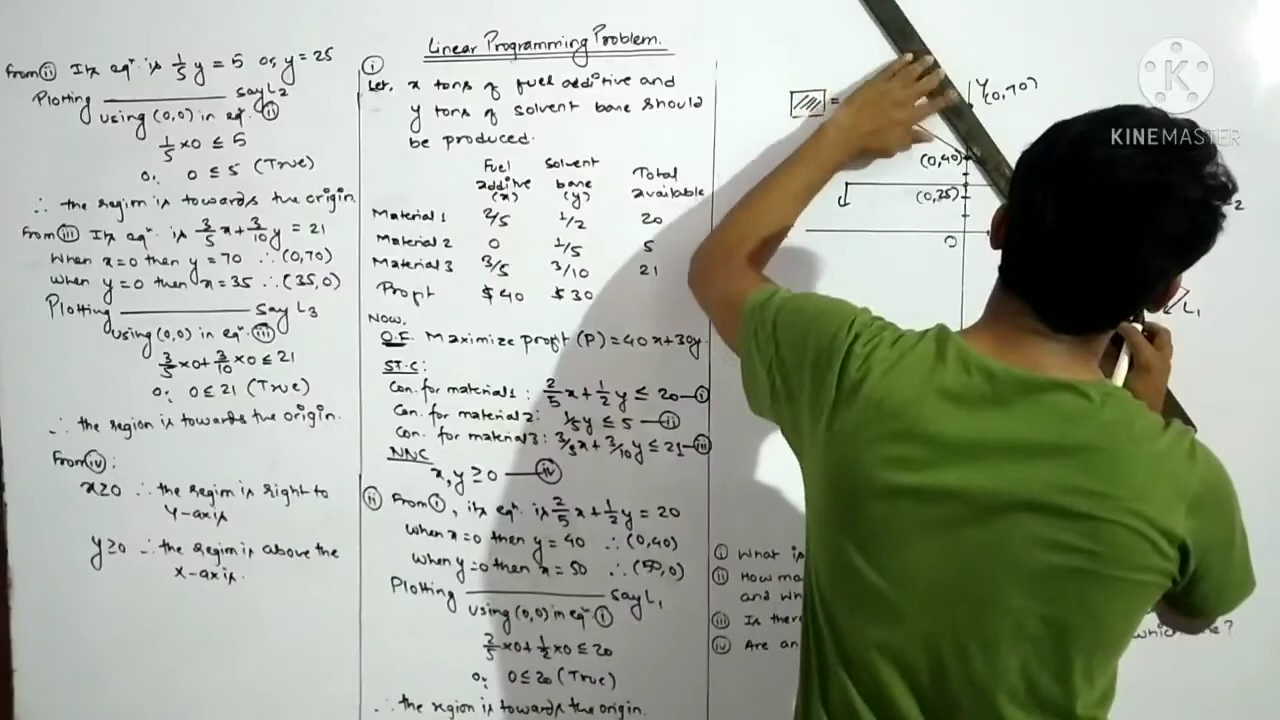 Linear Programming Problem.
from ⓘⓘ Its eqⁿ is 1/5 y = 5 or y = 25
Plotting ———— say L₂
using (0,0) in eqⁿ ⓘⓘ
1/5 x0 ≤ 5
or 0 ≤ 5 (True)
∴ the region is towards the origin.
From ⓘⓘⓘ Its eqⁿ is 3/5 x + 3/10 y = 21
When x=0 then y = 70 ∴ (0,70)
When y=0 then x = 35 ∴ (35,0)
Plotting ———— say L₃
using (0,0) in eqⁿ ⓘⓘⓘ
3/5 x0 + 3/10 x0 ≤ 21
or 0 ≤ 21 (True)
∴ the region is towards the origin.
From ⓘⓥ:
x≥0 ∴ the region is right to
Y-axis
y≥0 ∴ the region is above the
X-axis.
ⓘ
Let, x tons of fuel additive and
y tons of solvent base should
be produced.
Fuel additive (x) Solvent base (y) Total available
Material 1 2/5 1/2 20
Material 2 0 1/5 5
Material 3 3/5 3/10 21
Profit $40 $30
Now,
O.F. Maximize profit (P) = 40x+30y.
S.T.C:
Con. for material 1: 2/5 x + 1/2 y ≤ 20 —ⓘ
Con. for material 2: 1/5 y ≤ 5 —ⓘⓘ
Con. for material 3: 3/5 x + 3/10 y ≤ 21 —ⓘⓘⓘ
NNC
x, y ≥ 0 —ⓘⓥ
ⓘⓘ From ⓘ, its eqⁿ. is 2/5 x + 1/2 y = 20
When x=0 then y = 40 ∴ (0,40)
When y=0 then x = 50 ∴ (50,0)
Plotting ———— say L₁
using (0,0) in eqⁿ ⓘ
2/5 x0 + 1/2 x0 ≤ 20
or 0 ≤ 20 (True)
∴ the region is towards the origin.
=
Y
(0,70)
(0,40)
(0,25)
0
2
L₁
ⓘ What is
ⓘⓘ How
and
ⓘⓘⓘ Is
ⓘⓥ Are
K
KINEMASTER